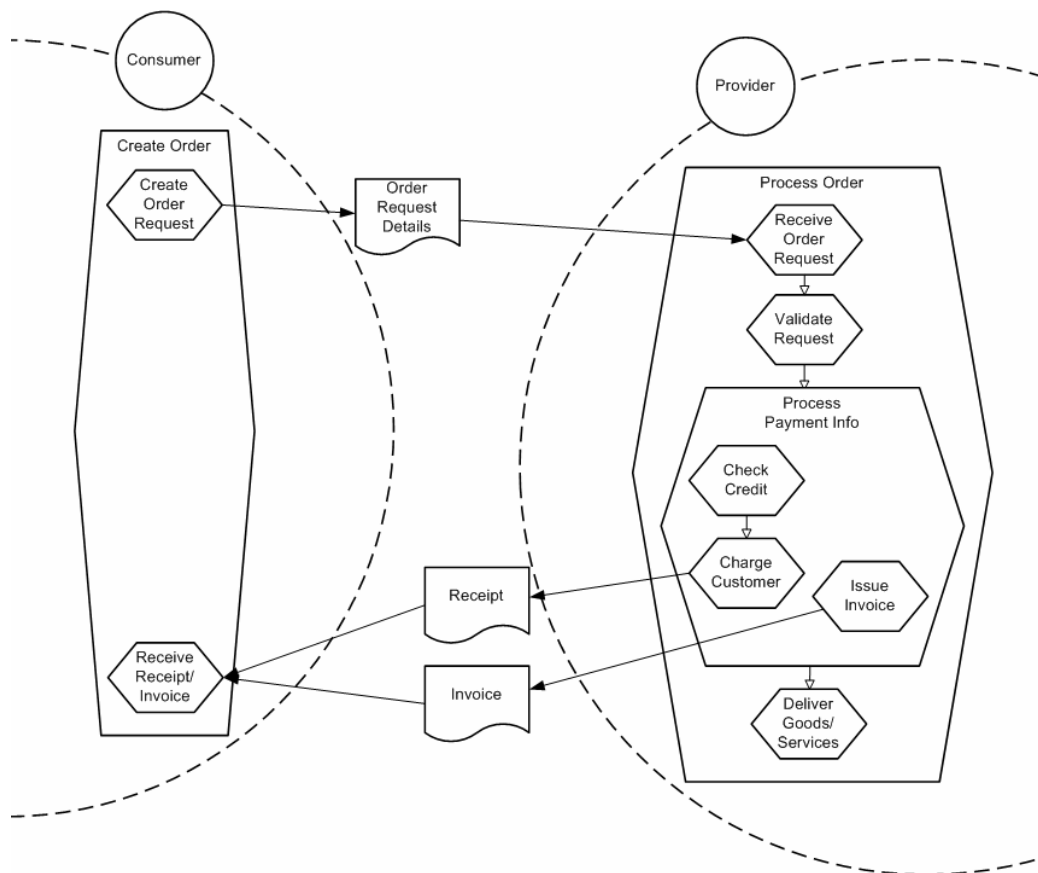 Consumer
Provider
Create Order
Create
Order
Request
Order
Request
Details
Process Order
Receive
Order
Request
Validate
Request
Process
Payment Info
Check
Credit
Charge
Customer
Issue
Invoice
Receipt
Receive
Receipt/
Invoice
Invoice
Deliver
Goods/
Services